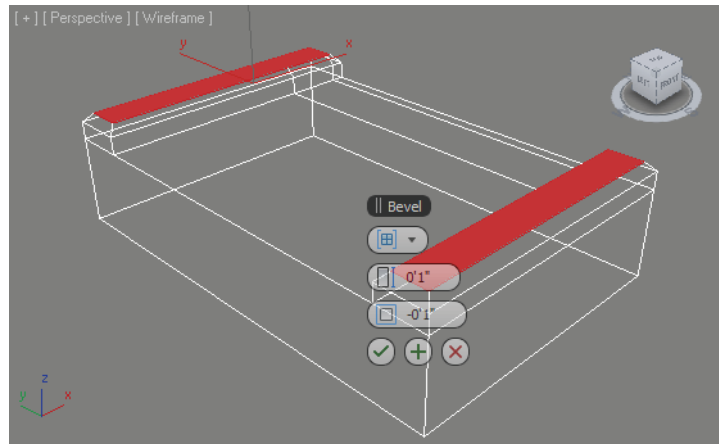 [ + ] [ Perspective ] [ Wireframe ]
y
x
Bevel
0'1"
-0'1"
z
y
x